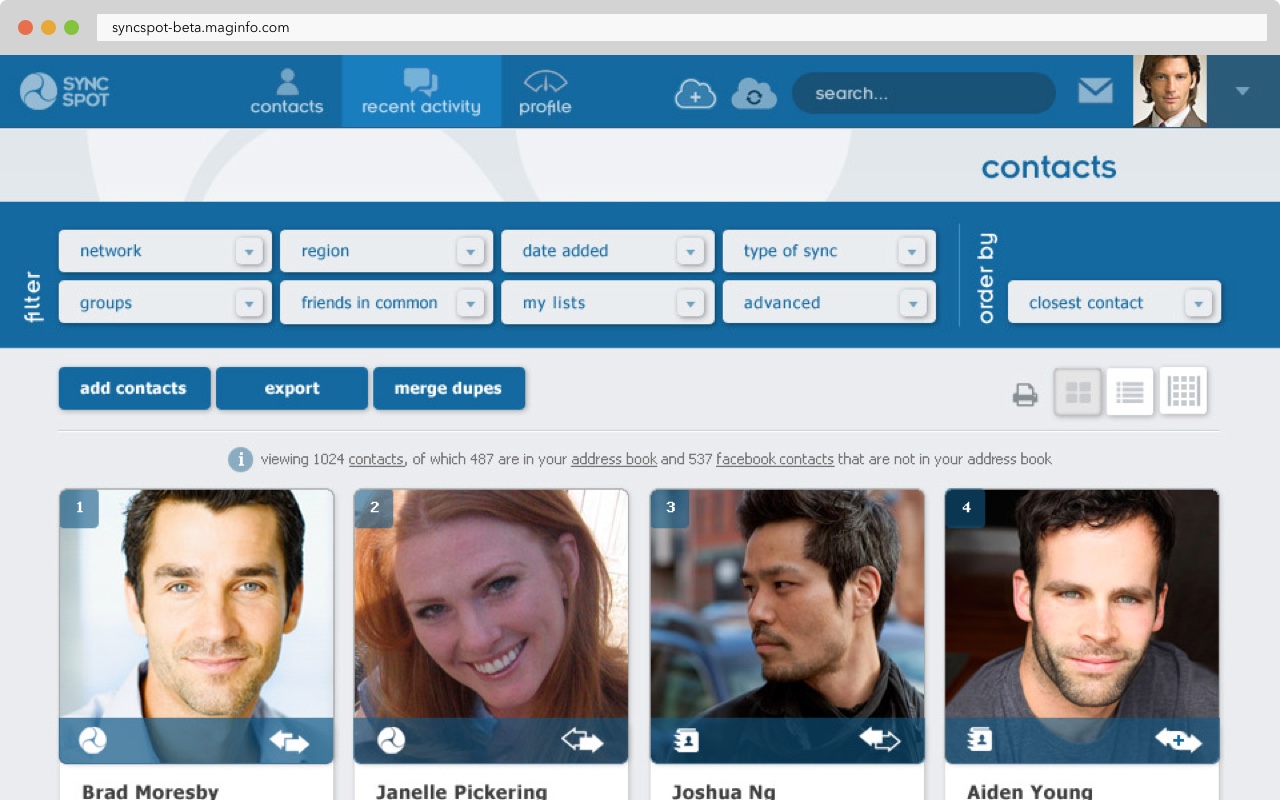 syncspot-beta.maginfo.com
SYNC
SPOT
contacts
recent activity
profile
search...
contacts
filter
network
region
date added
type of sync
groups
friends in common
my lists
advanced
order by
closest contact
add contacts
export
merge dupes
i viewing 1024 contacts, of which 487 are in your address book and 537 facebook contacts that are not in your address book
1
2
3
4
Brad Moresby
Janelle Pickering
Joshua Ng
Aiden Young